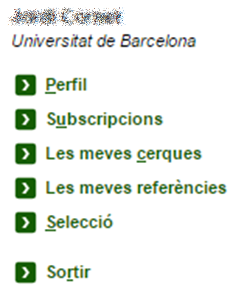 Universitat de Barcelona
Perfil
Subscripcions
Les meves cerques
Les meves referències
Selecció
Sortir